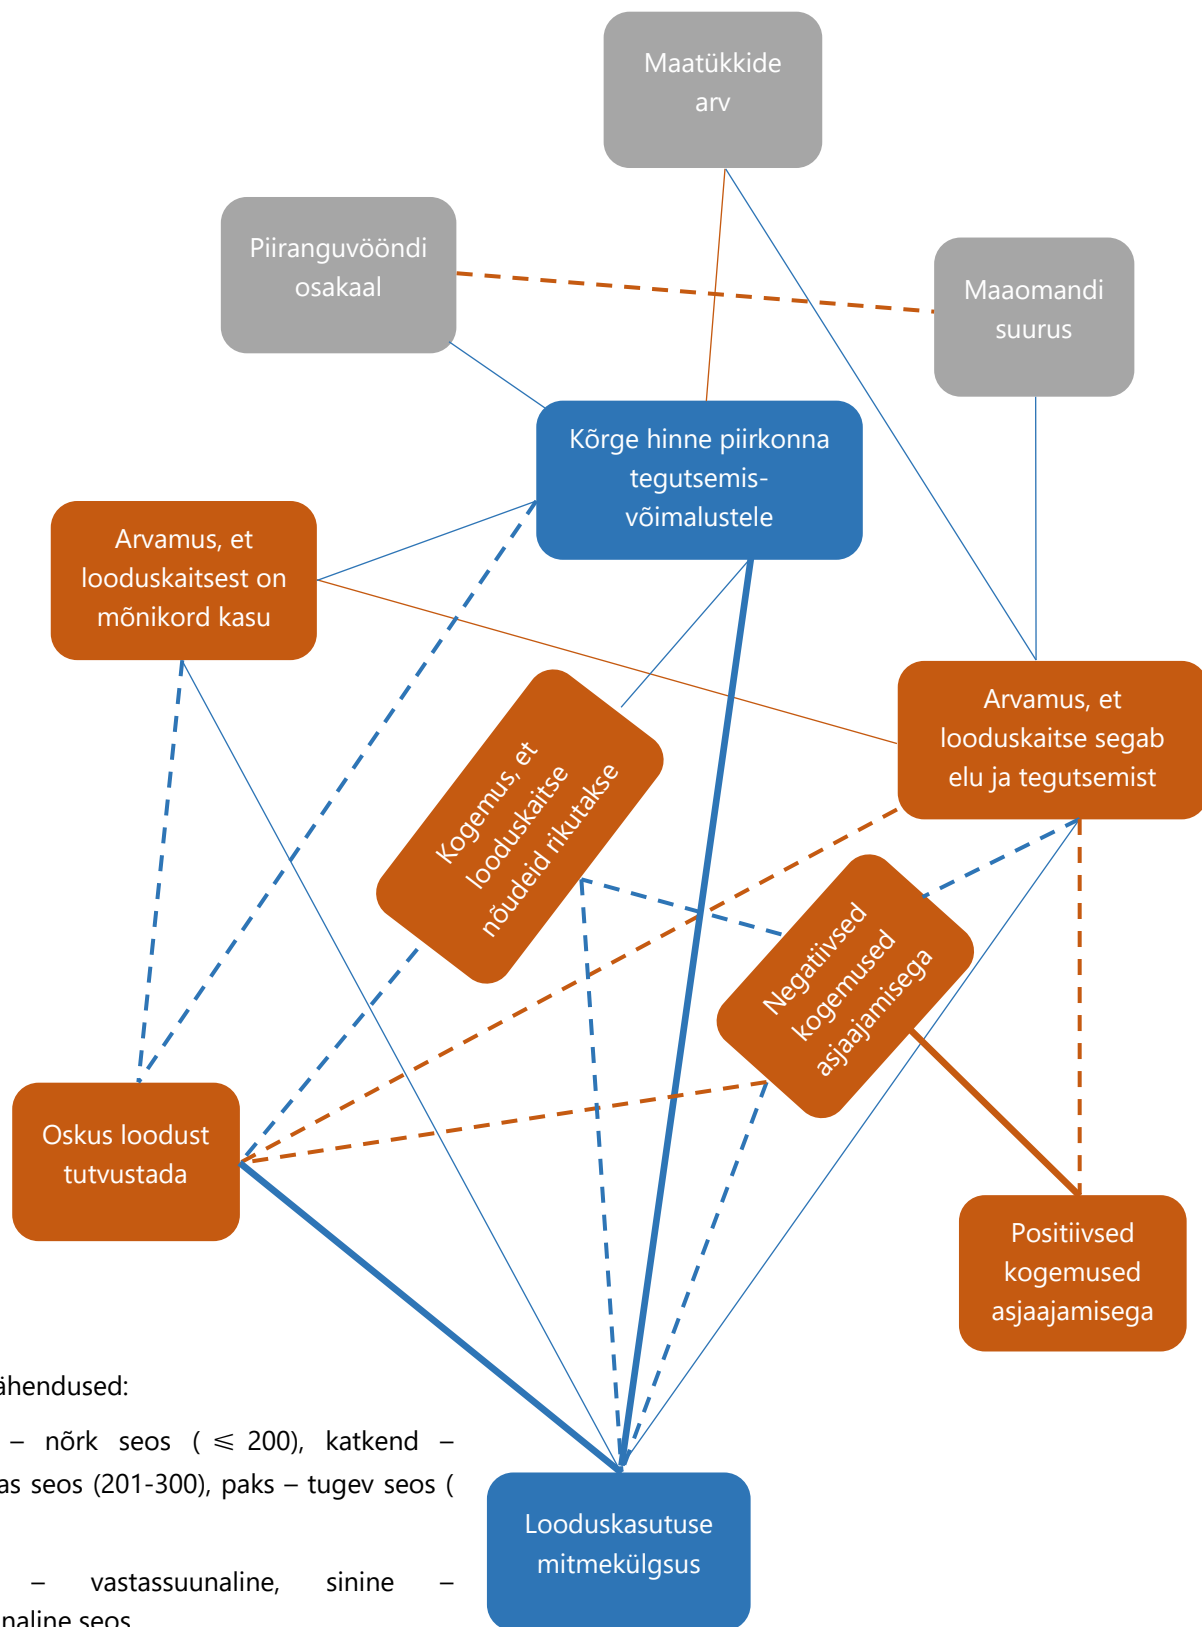 Maatükkide
arv
Piiranguvööndi
osakaal
Maaomandi
suurus
Kõrge hinne piirkonna
tegutsemis-
võimalustele
Arvamus, et
looduskaitsest on
mõnikord kasu
Arvamus, et
looduskaitse segab
elu ja tegutsemist
Kogemus, et
looduskaitse
nõudeid rikutakse
Negatiivsed
kogemused
asjaajamisega
Oskus loodust
tutvustada
Positiivsed
kogemused
asjaajamisega
Looduskasutuse
mitmekülgsus
ähendused:
– nõrk seos ( ⩽ 200), katkend –
as seos (201-300), paks – tugev seos (
– vastassuunaline, sinine –
naline seos